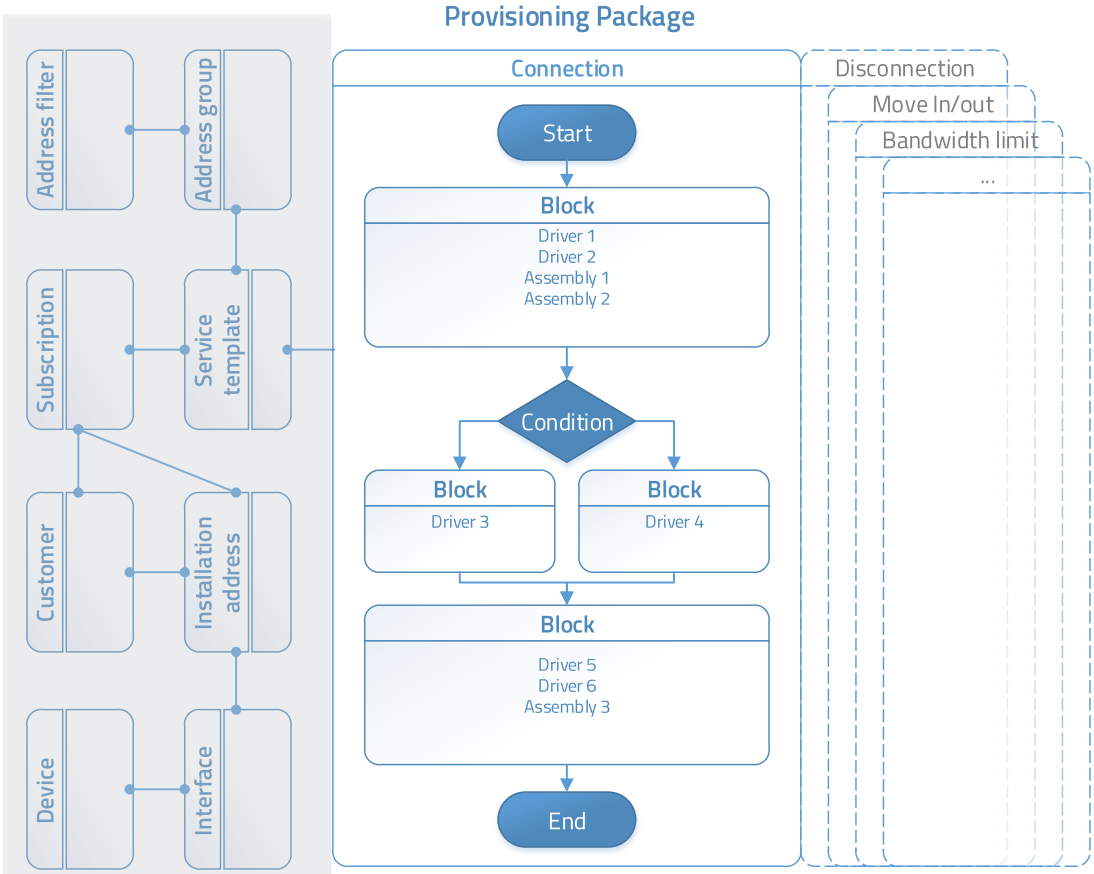 Provisioning Package
Address filter
Address group
Subscription
Service
template
Customer
Installation
address
Device
Interface
Connection
Start
Block
Driver 1
Driver 2
Assembly 1
Assembly 2
Condition
Block
Driver 3
Block
Driver 4
Block
Driver 5
Driver 6
Assembly 3
End
Disconnection
Move In/out
Bandwidth limit
...